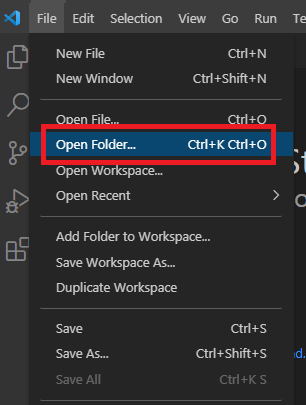 File Edit Selection View Go Run
New File Ctrl+N
New Window Ctrl+Shift+N
Open File... Ctrl+O
Open Folder... Ctrl+K Ctrl+O
Open Workspace...
Open Recent
Add Folder to Workspace...
Save Workspace As...
Duplicate Workspace
Save Ctrl+S
Save As... Ctrl+Shift+S
Save All Ctrl+K S